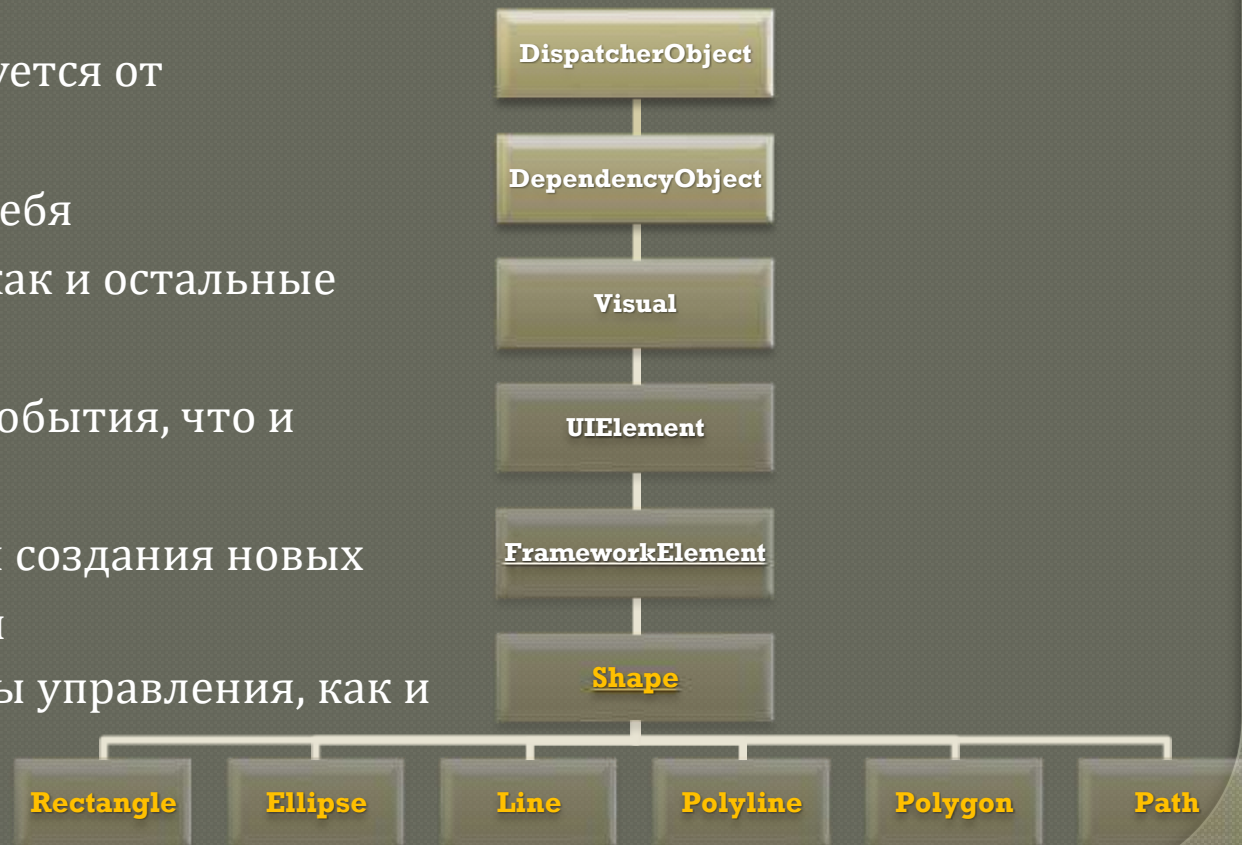 уется от
ебя
как и остальные
обытия, что и
создания новых
ы управления, как и
DispatcherObject
DependencyObject
Visual
UIElement
FrameworkElement
Shape
Rectangle Ellipse Line Polyline Polygon Path